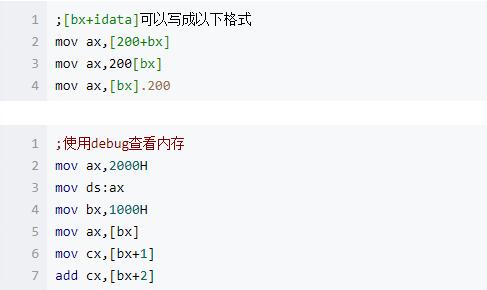 1 ;[bx+idata]可以写成以下格式
2 mov ax,[200+bx]
3 mov ax,200[bx]
4 mov ax,[bx].200
1 ;使用debug查看内存
2 mov ax,2000H
3 mov ds:ax
4 mov bx,1000H
5 mov ax,[bx]
6 mov cx,[bx+1]
7 add cx,[bx+2]